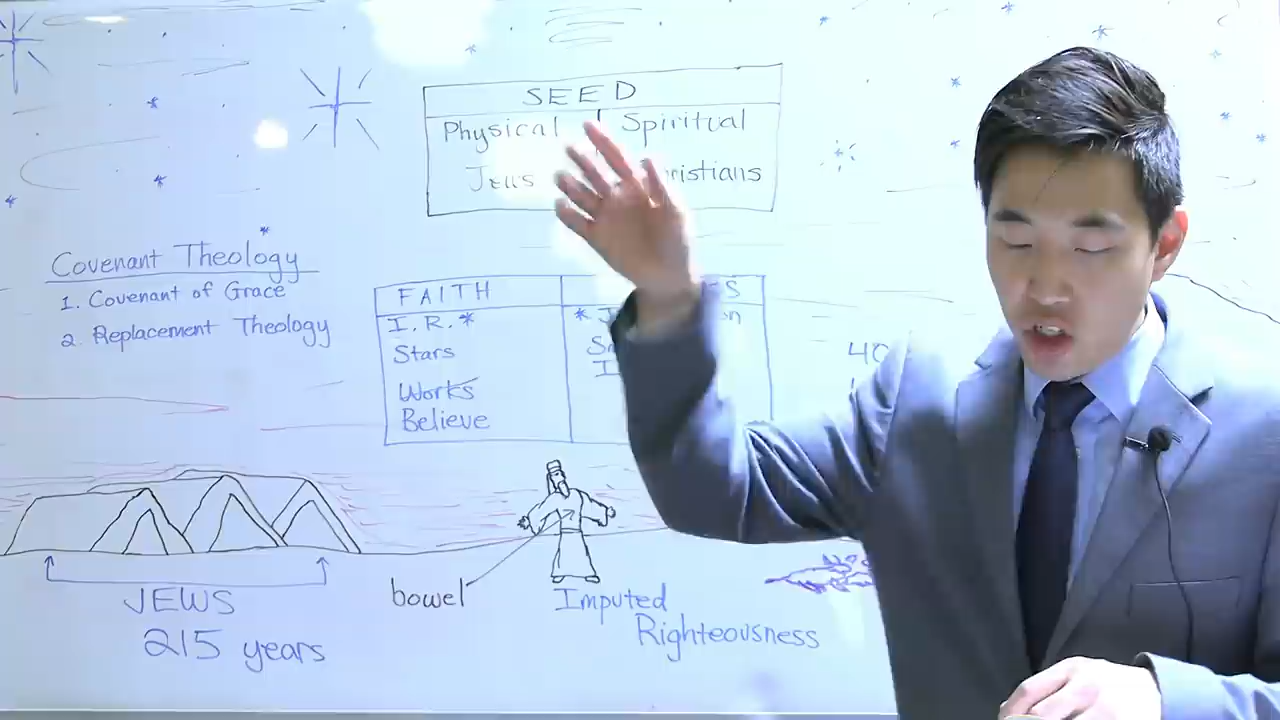 SEED
Physical Spiritual
Jews
Covenant Theology
1. Covenant of Grace
2. Replacement Theology
FAITH
I.R.*
Stars
Works
Believe
40
JEWS
215 years
bowel
Imputed
Righteousness